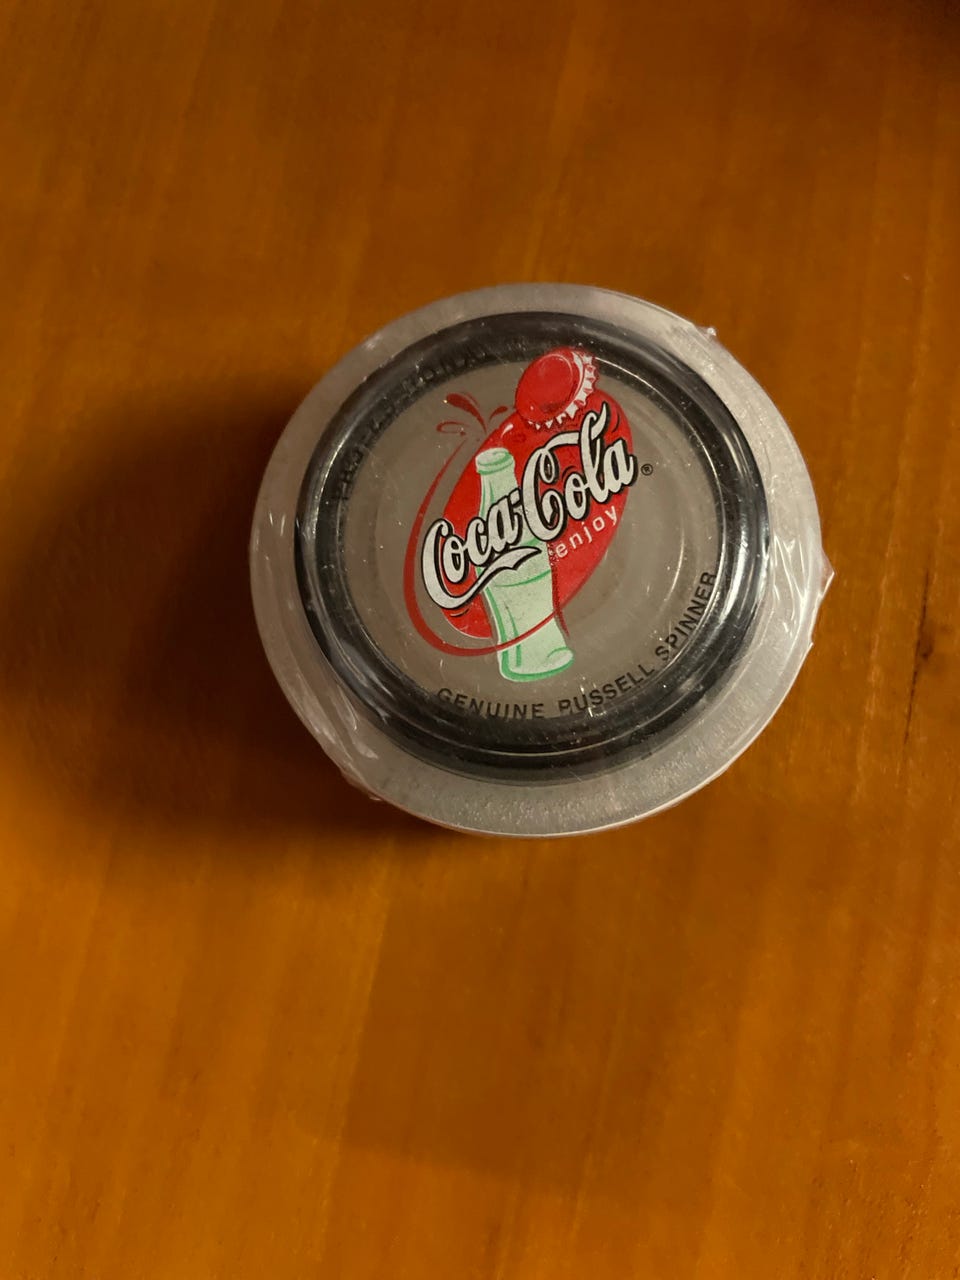 Coca-Cola®
enjoy
GENUINE RUSSELL SPINNER